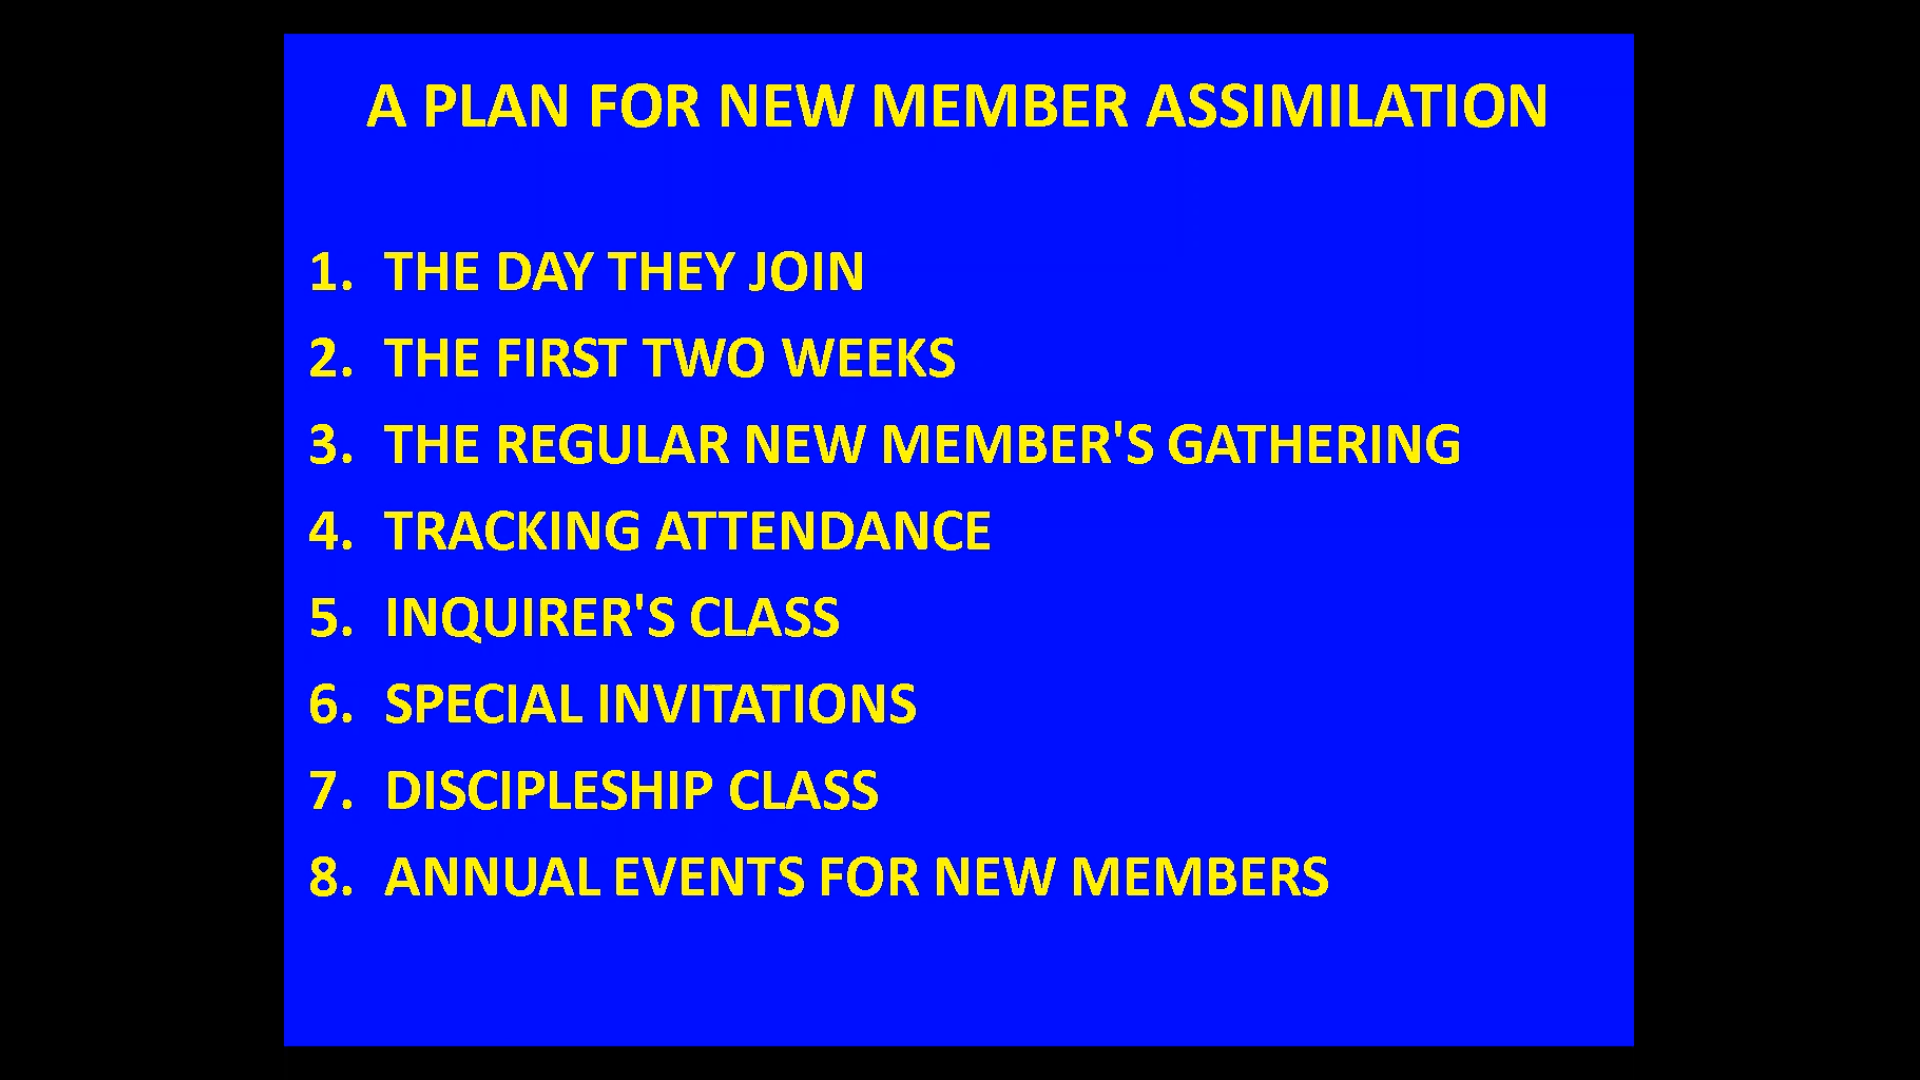 A PLAN FOR NEW MEMBER ASSIMILATION
1. THE DAY THEY JOIN
2. THE FIRST TWO WEEKS
3. THE REGULAR NEW MEMBER'S GATHERING
4. TRACKING ATTENDANCE
5. INQUIRER'S CLASS
6. SPECIAL INVITATIONS
7. DISCIPLESHIP CLASS
8. ANNUAL EVENTS FOR NEW MEMBERS